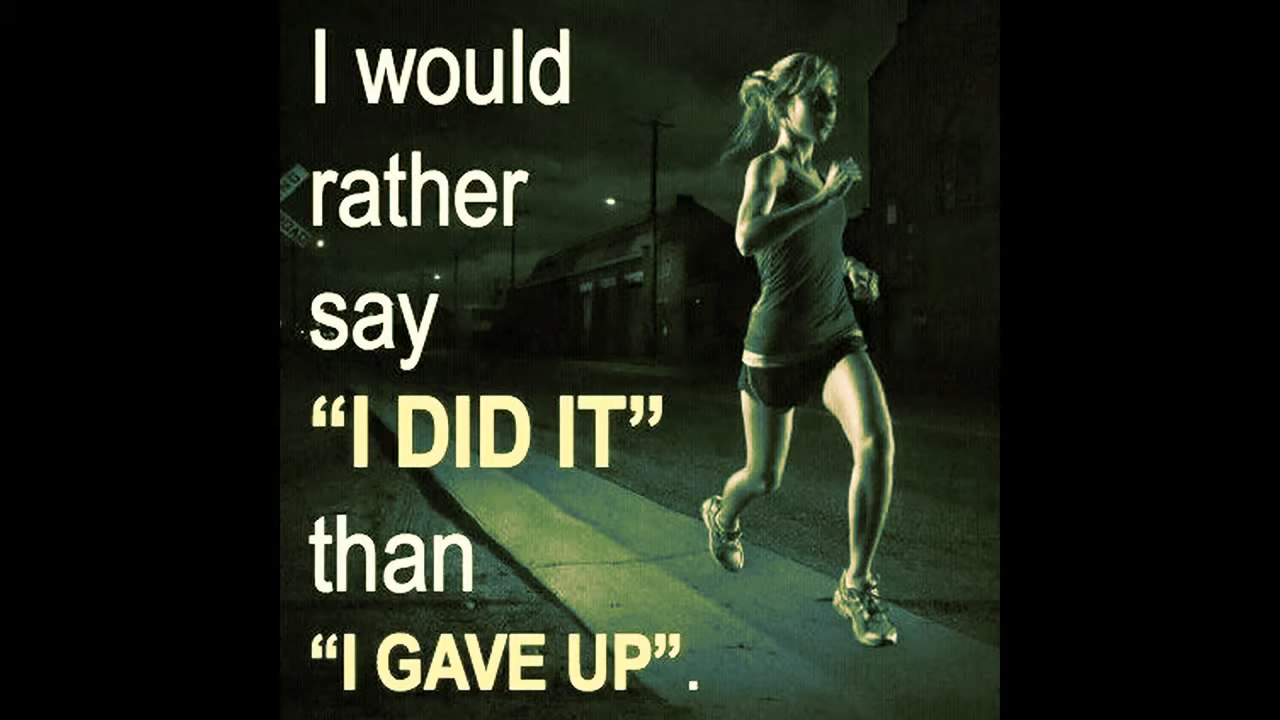 I would
rather
say
“I DID IT”
than
“I GAVE UP”.